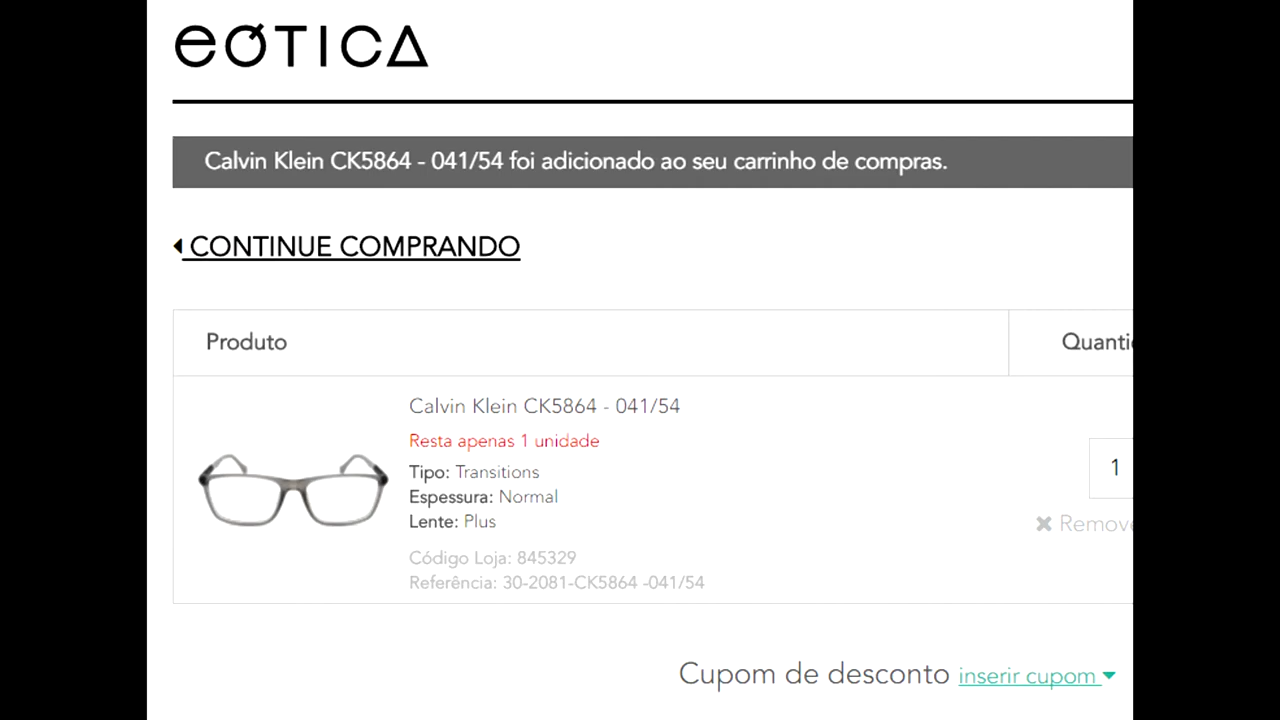 eÓTICA
Calvin Klein CK5864 - 041/54 foi adicionado ao seu carrinho de compras.
CONTINUE COMPRANDO
Produto
Calvin Klein CK5864 - 041/54
Resta apenas 1 unidade
Tipo: Transitions
Espessura: Normal
Lente: Plus
Código Loja: 845329
Referência: 30-2081-CK5864 -041/54
Quanti
1
Remove
Cupom de desconto inserir cupom